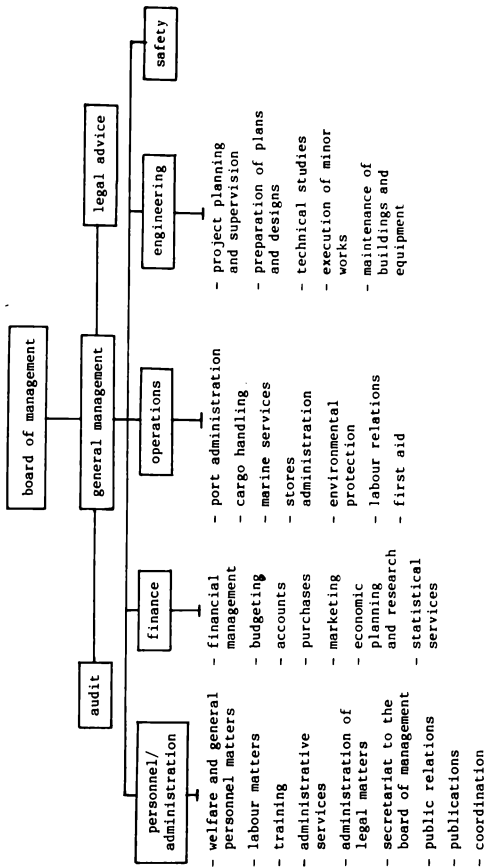 board of management
audit
general management
legal advice
personnel/
administration
finance
operations
engineering
safety
- welfare and general
personnel matters
- labour matters
- training
- administrative
services
- administration of
legal matters
- secretariat to the
board of management
- public relations
- publications
- coordination
- financial
management
- budgeting
- accounts
- purchases
- marketing
- economic
planning
and research
- statistical
services
- port administration
- cargo handling
- marine services
- stores
administration
- environmental
protection
- labour relations
- first aid
- project planning
and supervision
- preparation of plans
and designs
- technical studies
- execution of minor
works
- maintenance of
buildings and
equipment